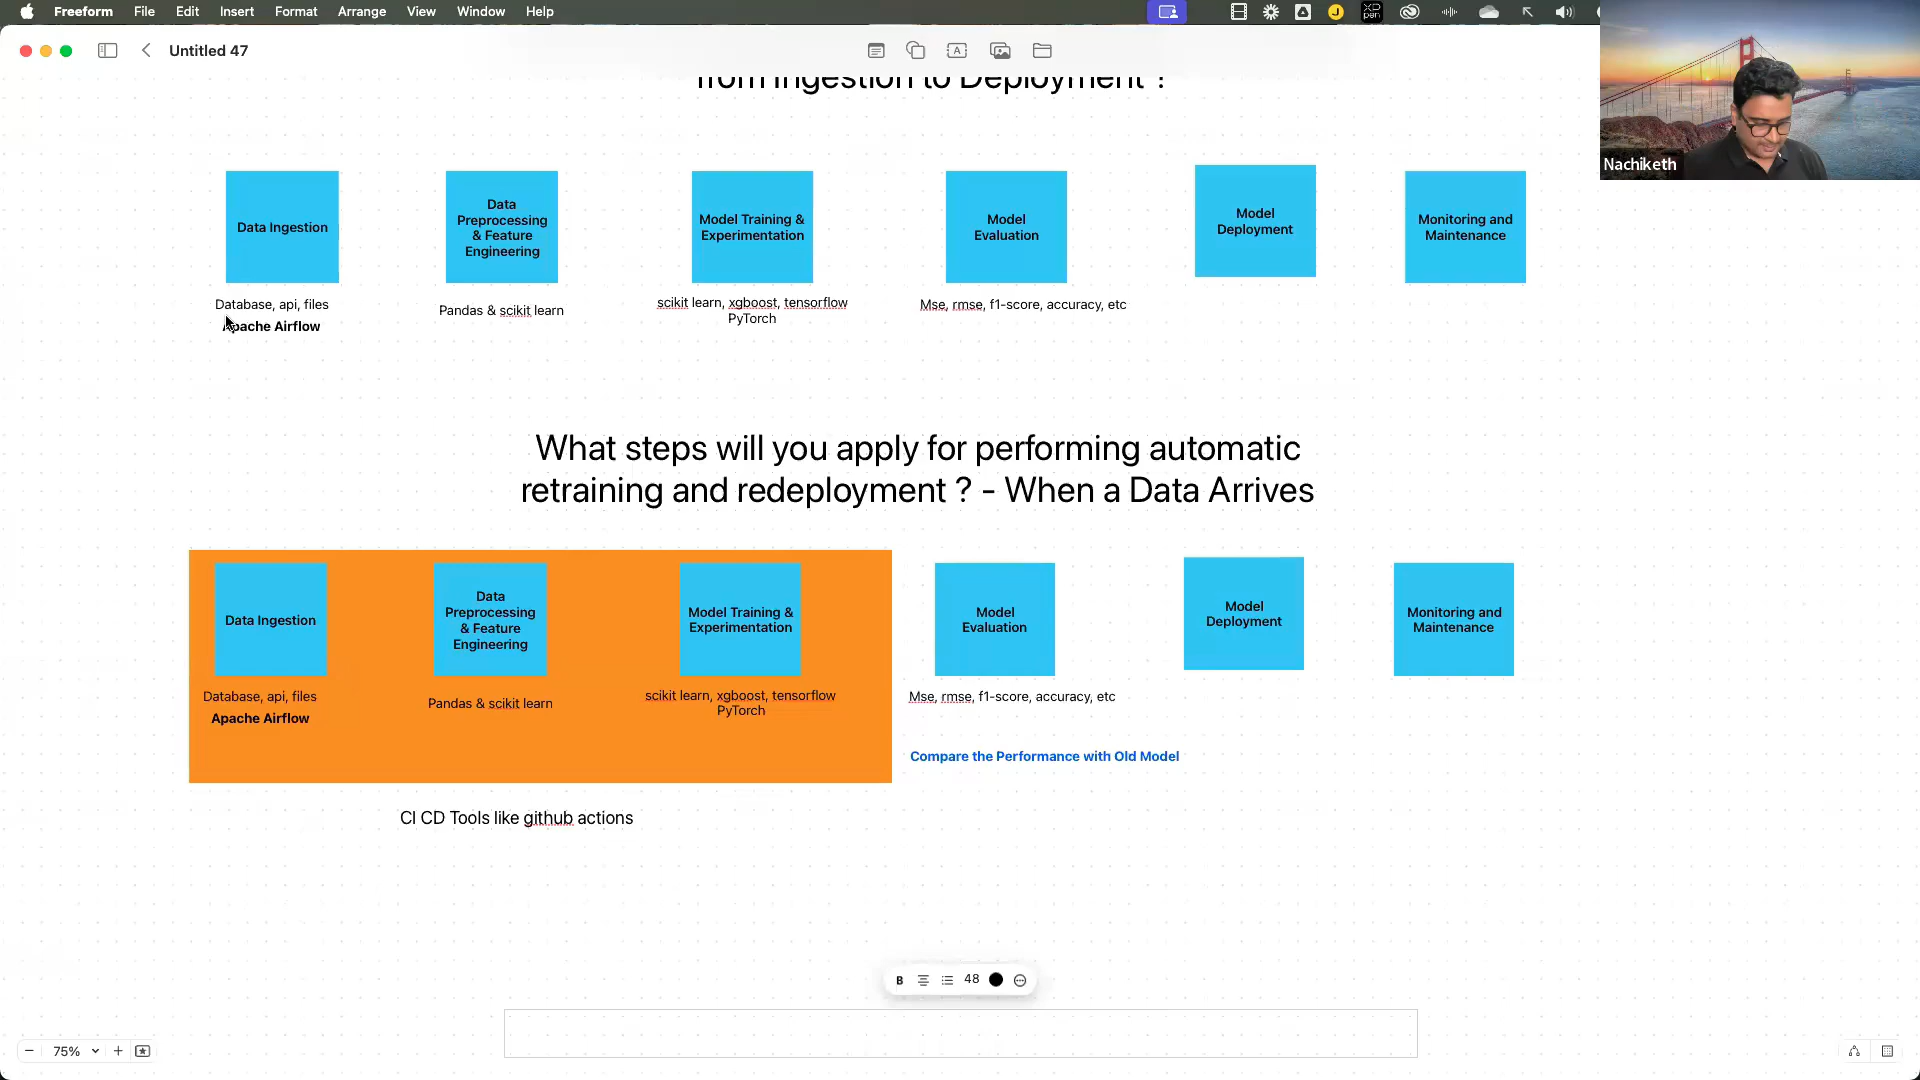 Freeform File Edit Insert Format Arrange View Window Help
Untitled 47
from Ingestion to Deployment ?
Nachiketh
Data Ingestion
Data
Preprocessing
& Feature
Engineering
Model Training &
Experimentation
Model
Evaluation
Model
Deployment
Monitoring and
Maintenance
Database, api, files
Apache Airflow
Pandas & scikit learn
scikit learn, xgboost, tensorflow
PyTorch
Mse, rmse, f1-score, accuracy, etc
What steps will you apply for performing automatic
retraining and redeployment ? - When a Data Arrives
Data Ingestion
Data
Preprocessing
& Feature
Engineering
Model Training &
Experimentation
Model
Evaluation
Model
Deployment
Monitoring and
Maintenance
Database, api, files
Apache Airflow
Pandas & scikit learn
scikit learn, xgboost, tensorflow
PyTorch
Mse, rmse, f1-score, accuracy, etc
Compare the Performance with Old Model
CI CD Tools like github actions
B 48
75%